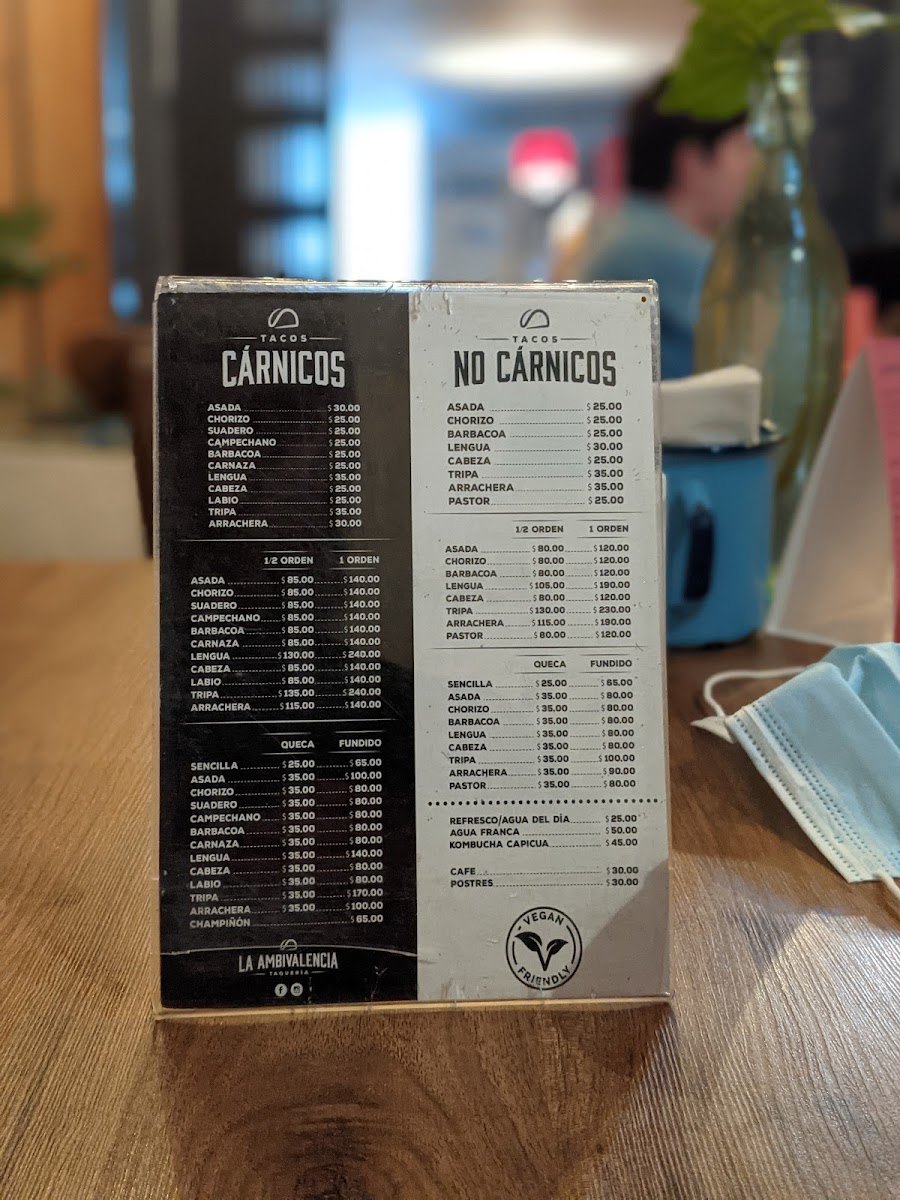 TACOS
CÁRNICOS
ASADA $30.00
CHORIZO $25.00
SUADERO $25.00
CAMPECHANO $25.00
BARBACOA $25.00
CARNAZA $25.00
LENGUA $35.00
CABEZA $25.00
LABIO $25.00
TRIPA $35.00
ARRACHERA $30.00
1/2 ORDEN 1 ORDEN
ASADA $85.00 $140.00
CHORIZO $85.00 $140.00
SUADERO $85.00 $140.00
CAMPECHANO $85.00 $140.00
BARBACOA $85.00 $140.00
CARNAZA $85.00 $140.00
LENGUA $130.00 $240.00
CABEZA $85.00 $140.00
LABIO $85.00 $140.00
TRIPA $135.00 $240.00
ARRACHERA $115.00 $140.00
QUECA FUNDIDO
SENCILLA $25.00 $65.00
ASADA $35.00 $100.00
CHORIZO $35.00 $80.00
SUADERO $35.00 $80.00
CAMPECHANO $35.00 $80.00
BARBACOA $35.00 $80.00
CARNAZA $35.00 $80.00
LENGUA $35.00 $140.00
CABEZA $35.00 $80.00
LABIO $35.00 $80.00
TRIPA $35.00 $170.00
ARRACHERA $35.00 $100.00
CHAMPIÑÓN $65.00
LA AMBIVALENCIA
TAQUERÍA
TACOS
NO CÁRNICOS
ASADA $25.00
CHORIZO $25.00
BARBACOA $25.00
LENGUA $30.00
CABEZA $25.00
TRIPA $35.00
ARRACHERA $35.00
PASTOR $25.00
1/2 ORDEN 1 ORDEN
ASADA $80.00 $120.00
CHORIZO $80.00 $120.00
BARBACOA $80.00 $120.00
LENGUA $105.00 $190.00
CABEZA $80.00 $120.00
TRIPA $130.00 $230.00
ARRACHERA $115.00 $190.00
PASTOR $80.00 $120.00
QUECA FUNDIDO
SENCILLA $25.00 $65.00
ASADA $35.00 $80.00
CHORIZO $35.00 $80.00
BARBACOA $35.00 $80.00
LENGUA $35.00 $80.00
CABEZA $35.00 $80.00
TRIPA $35.00 $100.00
ARRACHERA $35.00 $90.00
PASTOR $35.00 $80.00
REFRESCO/AGUA DEL DÍA $25.00
AGUA FRANCA $50.00
KOMBUCHA CAPICUA $45.00
CAFE $30.00
POSTRES $30.00
VEGAN
FRIENDLY